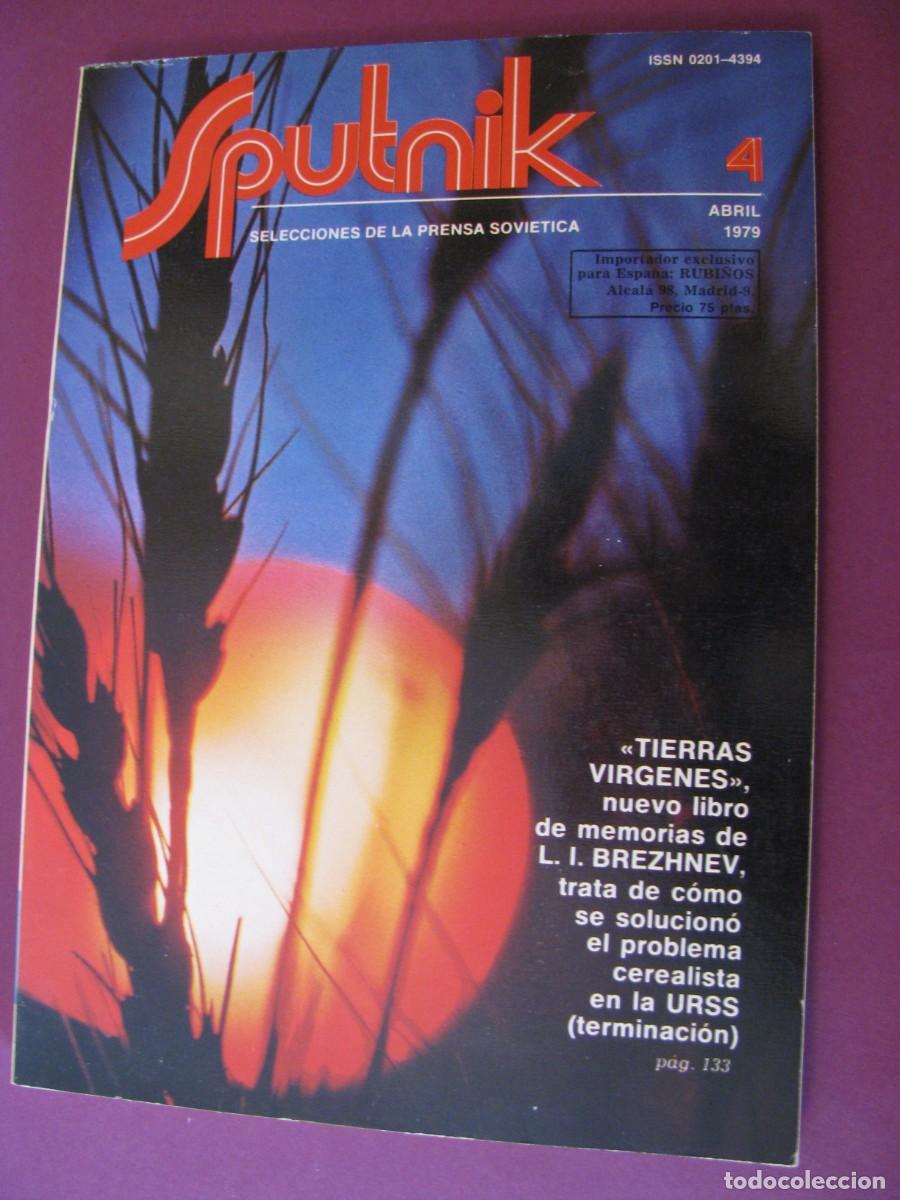 ISSN 0201–4394
Sputnik
4
SELECCIONES DE LA PRENSA SOVIETICA
ABRIL
1979
Importador exclusivo
para España: RUBIÑOS
Alcalá 98, Madrid-9.
Precio 75 ptas.
«TIERRAS
VIRGENES»,
nuevo libro
de memorias de
L. I. BREZHNEV,
trata de cómo
se solucionó
el problema
cerealista
en la URSS
(terminación)
pág. 133
todocoleccion